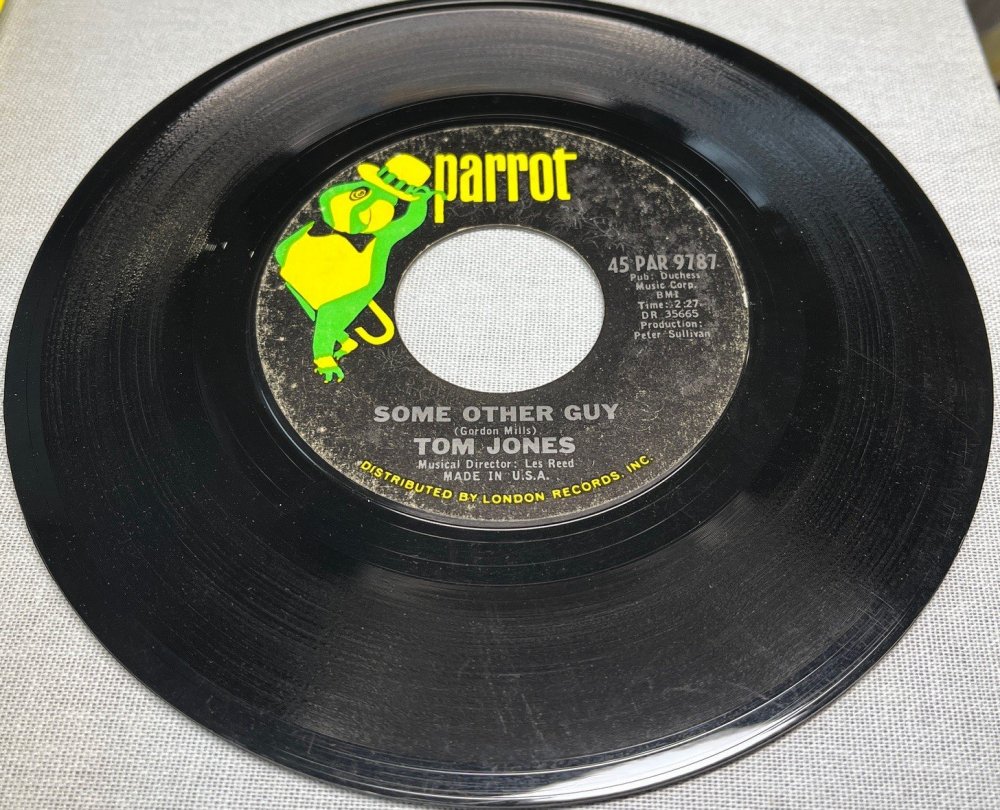 parrot
45 PAR 9787
Pub: Duchess
Music Corp.
BMI
Time: 2:27
DR 35665
Production:
Peter Sullivan
SOME OTHER GUY
(Gordon Mills)
TOM JONES
Musical Director: Les Reed
MADE IN U.S.A.
DISTRIBUTED BY LONDON RECORDS, INC.